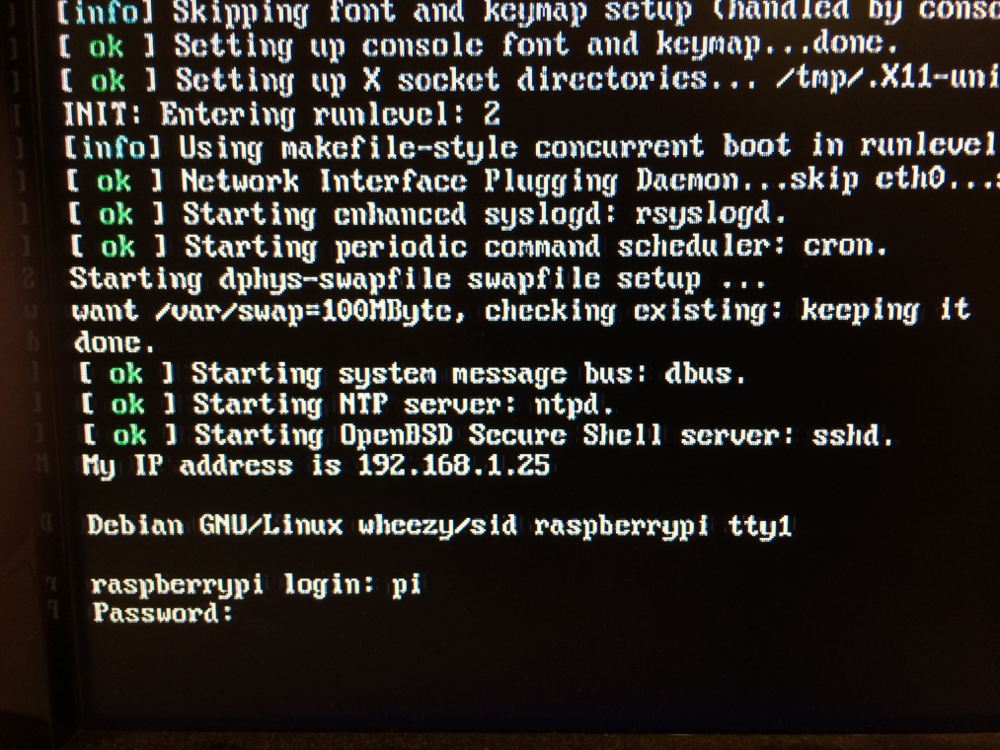 [info] Skipping font and keymap setup (handled by conso
[ ok ] Setting up console font and keymap...done.
[ ok ] Setting up X socket directories... /tmp/.X11-uni
INIT: Entering runlevel: 2
[info] Using makefile-style concurrent boot in runlevel
[ ok ] Network Interface Plugging Daemon...skip eth0...s
[ ok ] Starting enhanced syslogd: rsyslogd.
[ ok ] Starting periodic command scheduler: cron.
Starting dphys-swapfile swapfile setup ...
want /var/swap=100MByte, checking existing: keeping it
done.
[ ok ] Starting system message bus: dbus.
[ ok ] Starting NTP server: ntpd.
[ ok ] Starting OpenBSD Secure Shell server: sshd.
My IP address is 192.168.1.25
Debian GNU/Linux wheezy/sid raspberrypi tty1
raspberrypi login: pi
Password: